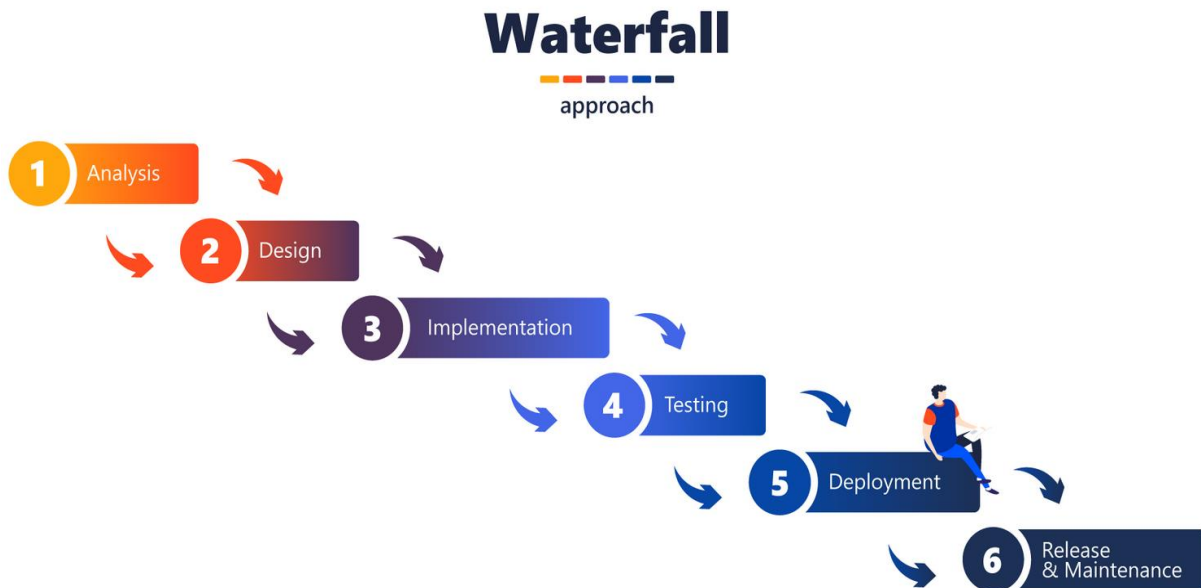 Waterfall
approach
1 Analysis
2 Design
3 Implementation
4 Testing
5 Deployment
6 Release
& Maintenance